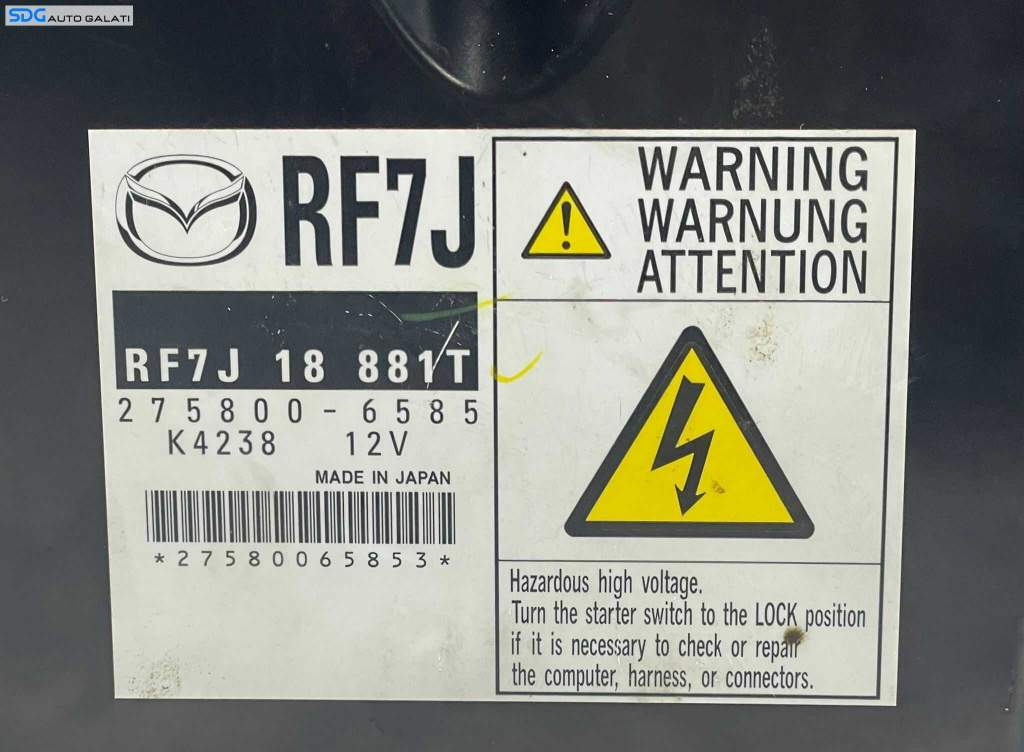 SDG AUTO GALATI
RF7J
RF7J 18 881T
275800-6585
K4238 12V
MADE IN JAPAN
*27580065853*
WARNING
WARNUNG
ATTENTION
Hazardous high voltage.
Turn the starter switch to the LOCK position
if it is necessary to check or repair
the computer, harness, or connectors.